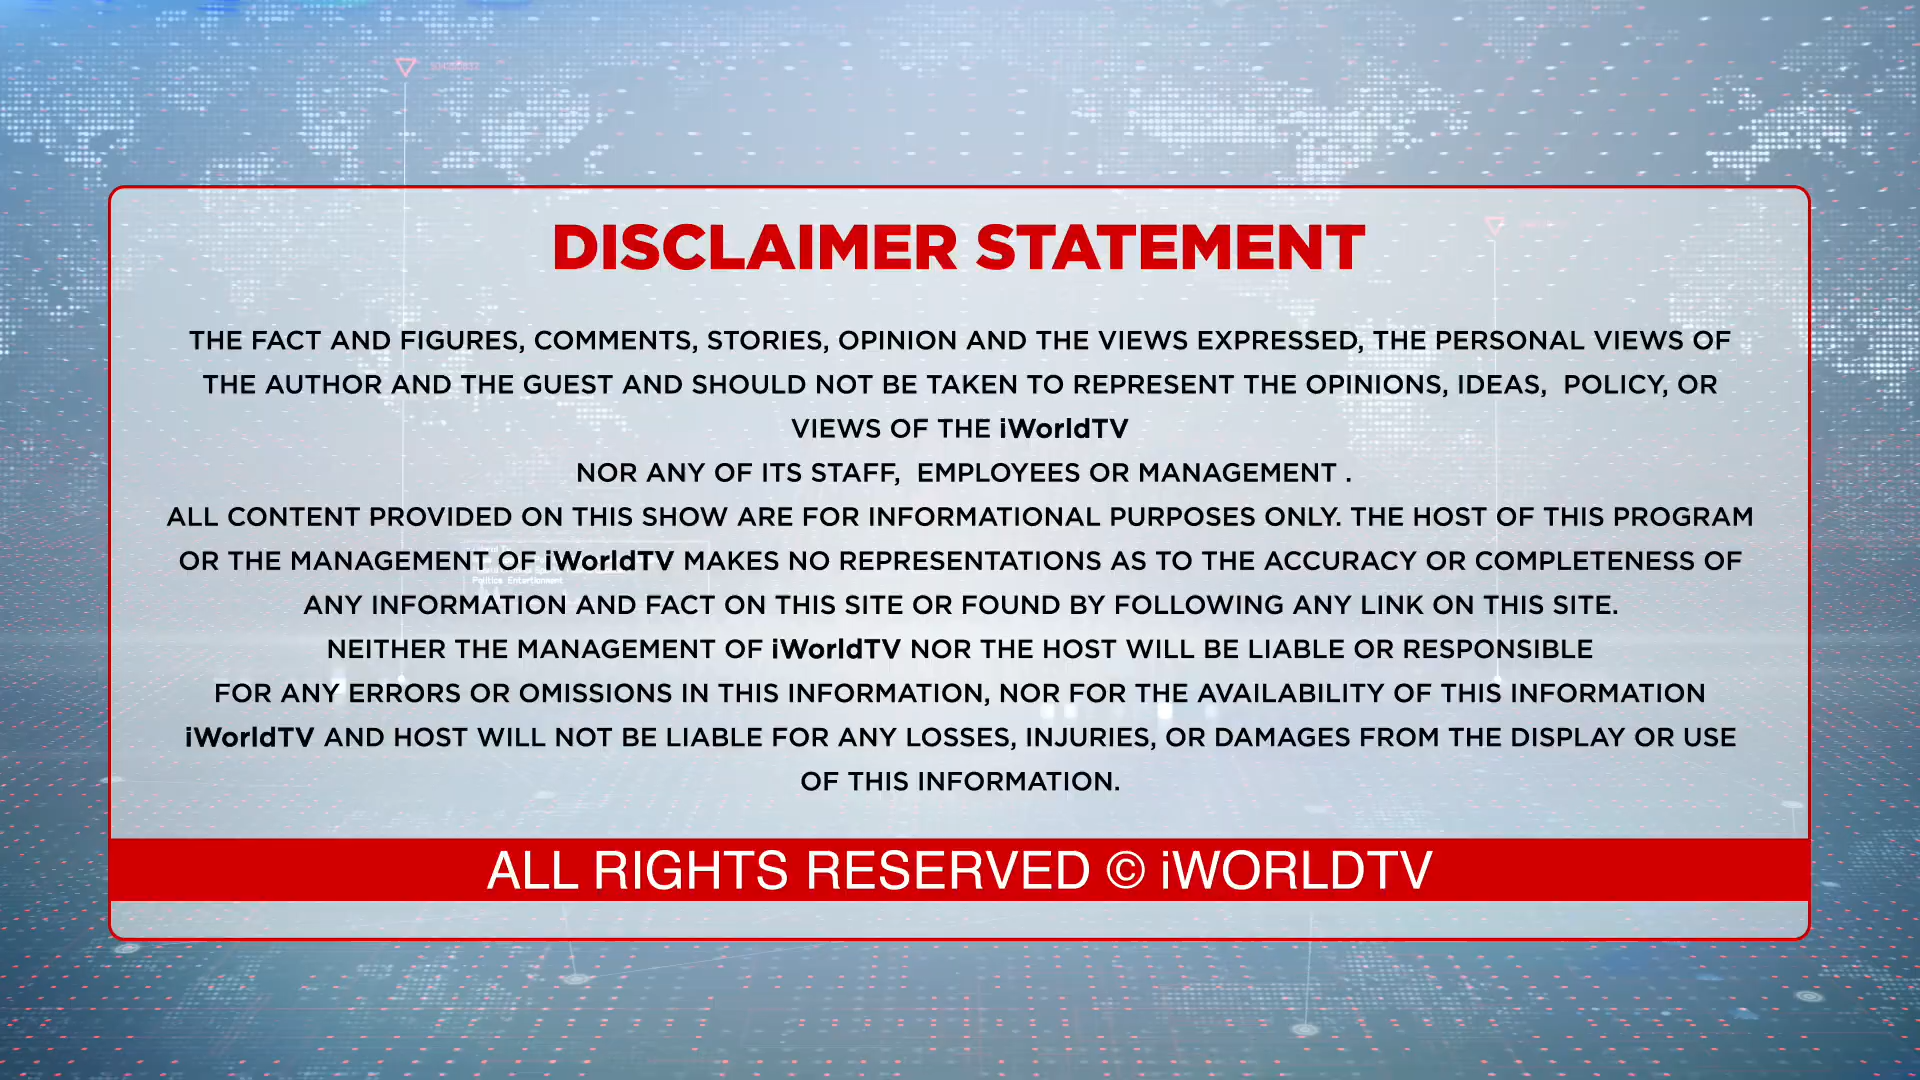 DISCLAIMER STATEMENT
THE FACT AND FIGURES, COMMENTS, STORIES, OPINION AND THE VIEWS EXPRESSED, THE PERSONAL VIEWS OF
THE AUTHOR AND THE GUEST AND SHOULD NOT BE TAKEN TO REPRESENT THE OPINIONS, IDEAS,  POLICY, OR
VIEWS OF THE iWorldTV
NOR ANY OF ITS STAFF,  EMPLOYEES OR MANAGEMENT .
ALL CONTENT PROVIDED ON THIS SHOW ARE FOR INFORMATIONAL PURPOSES ONLY. THE HOST OF THIS PROGRAM
OR THE MANAGEMENT OF iWorldTV MAKES NO REPRESENTATIONS AS TO THE ACCURACY OR COMPLETENESS OF
Politics Entertionment
ANY INFORMATION AND FACT ON THIS SITE OR FOUND BY FOLLOWING ANY LINK ON THIS SITE.
NEITHER THE MANAGEMENT OF iWorldTV NOR THE HOST WILL BE LIABLE OR RESPONSIBLE
FOR ANY ERRORS OR OMISSIONS IN THIS INFORMATION, NOR FOR THE AVAILABILITY OF THIS INFORMATION
iWorldTV AND HOST WILL NOT BE LIABLE FOR ANY LOSSES, INJURIES, OR DAMAGES FROM THE DISPLAY OR USE
OF THIS INFORMATION.
ALL RIGHTS RESERVED © iWORLDTV